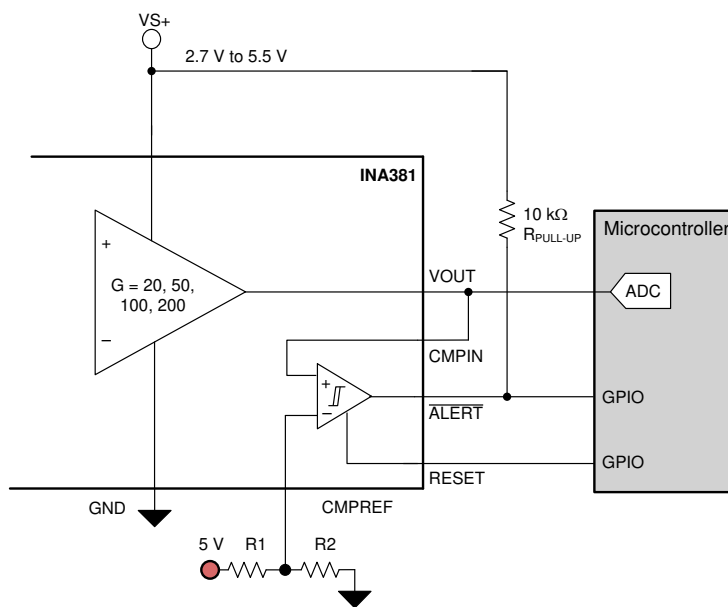 VS+
2.7 V to 5.5 V
INA381
10 kΩ
RPULL-UP
Microcontroller
+
G = 20, 50,
100, 200
−
VOUT
ADC
CMPIN
+
−
ALERT
GPIO
GPIO
RESET
GND
CMPREF
5 V
R1
R2